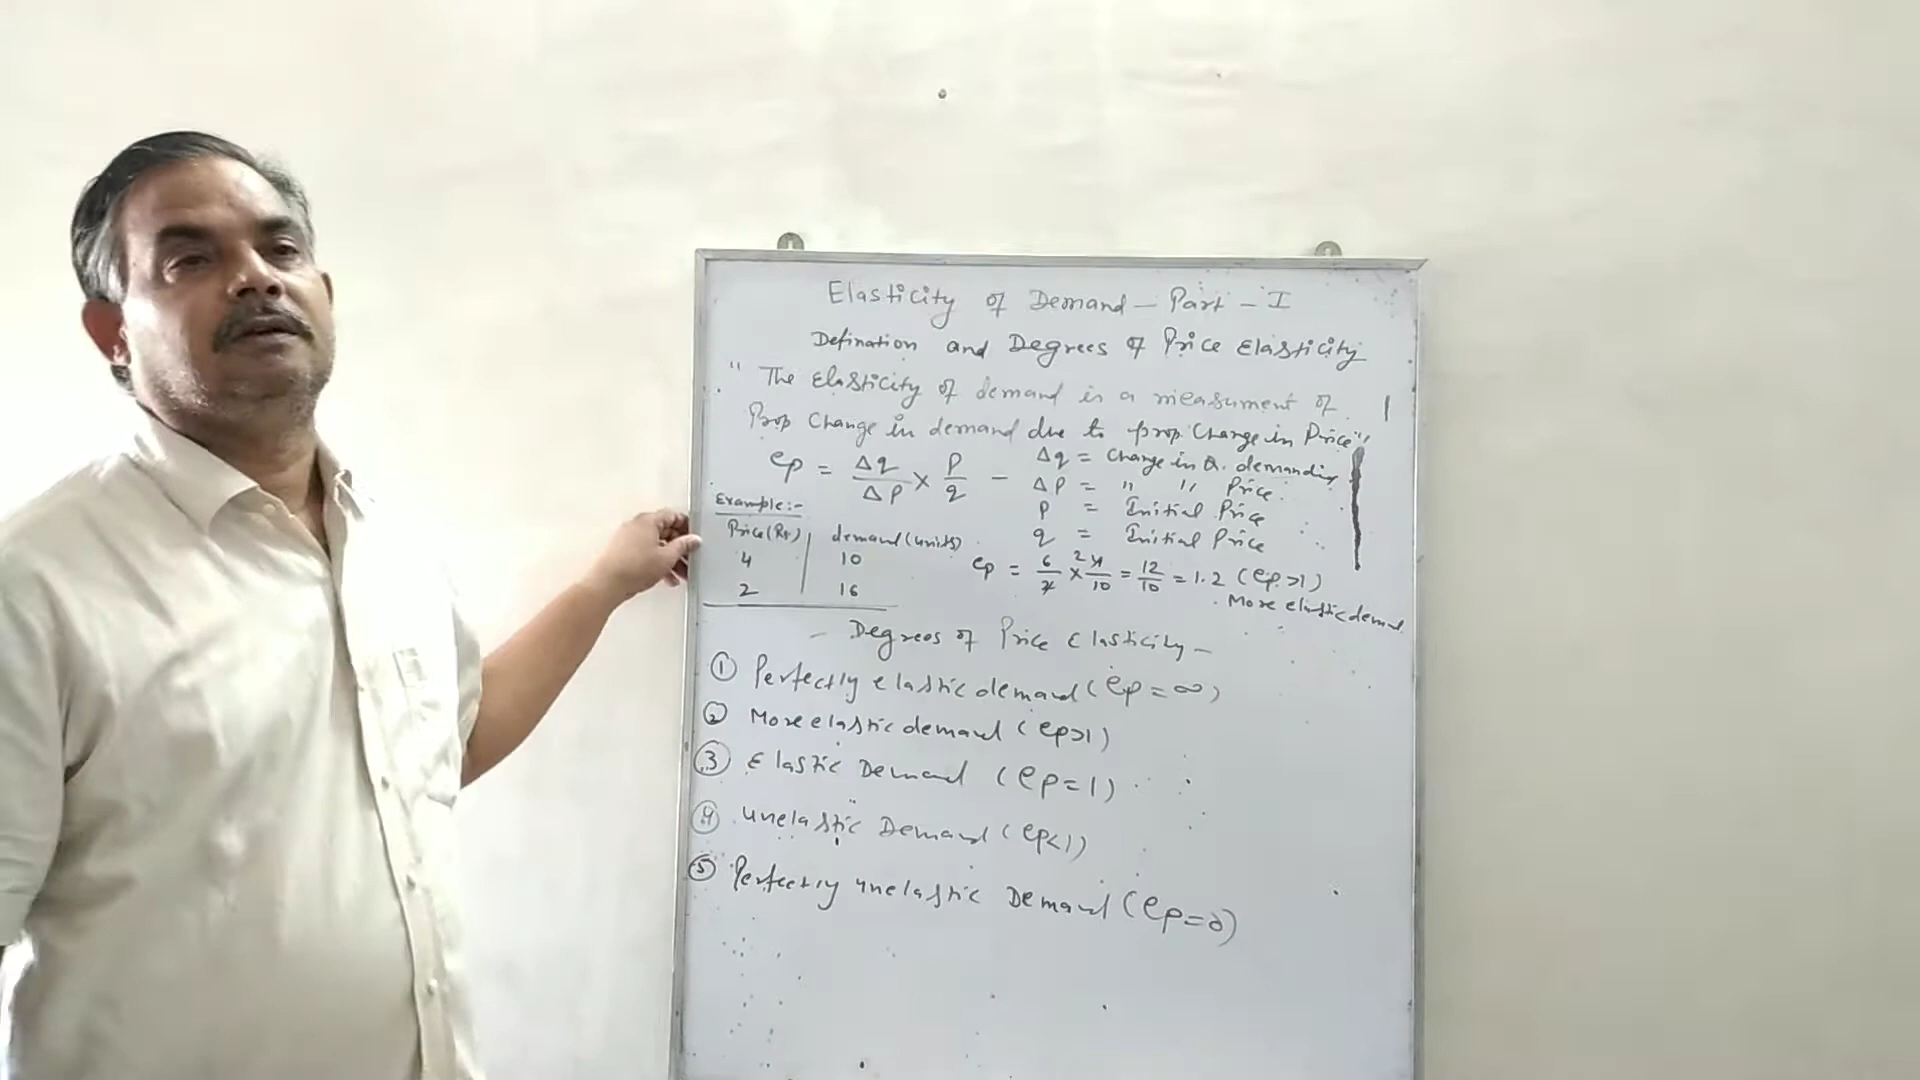 Elasticity of Demand - Part - I
Defination and Degrees of Price Elasticity
" The Elasticity of demand is a measument of
Prop Change in demand due to prop. Change in Price"
ep = Δq/Δp × p/q - Δq = Change in Q. demanding
Δp = " " Price.
p = Initial Price
q = Initial Price
Example:-
Price (Rs) demand (units)
4 10
2 16
ep = 6/2 × 4/10 2 = 12/10 = 1.2 (ep>1)
More elastic demand.
- Degrees of Price Elasticity -
① Perfectly elastic demand (ep = ∞)
② More elastic demand (ep>1)
③ Elastic Demand (ep = 1)
④ unelastic Demand (ep<1)
⑤ Perfectly unelastic Demand (ep = 0)